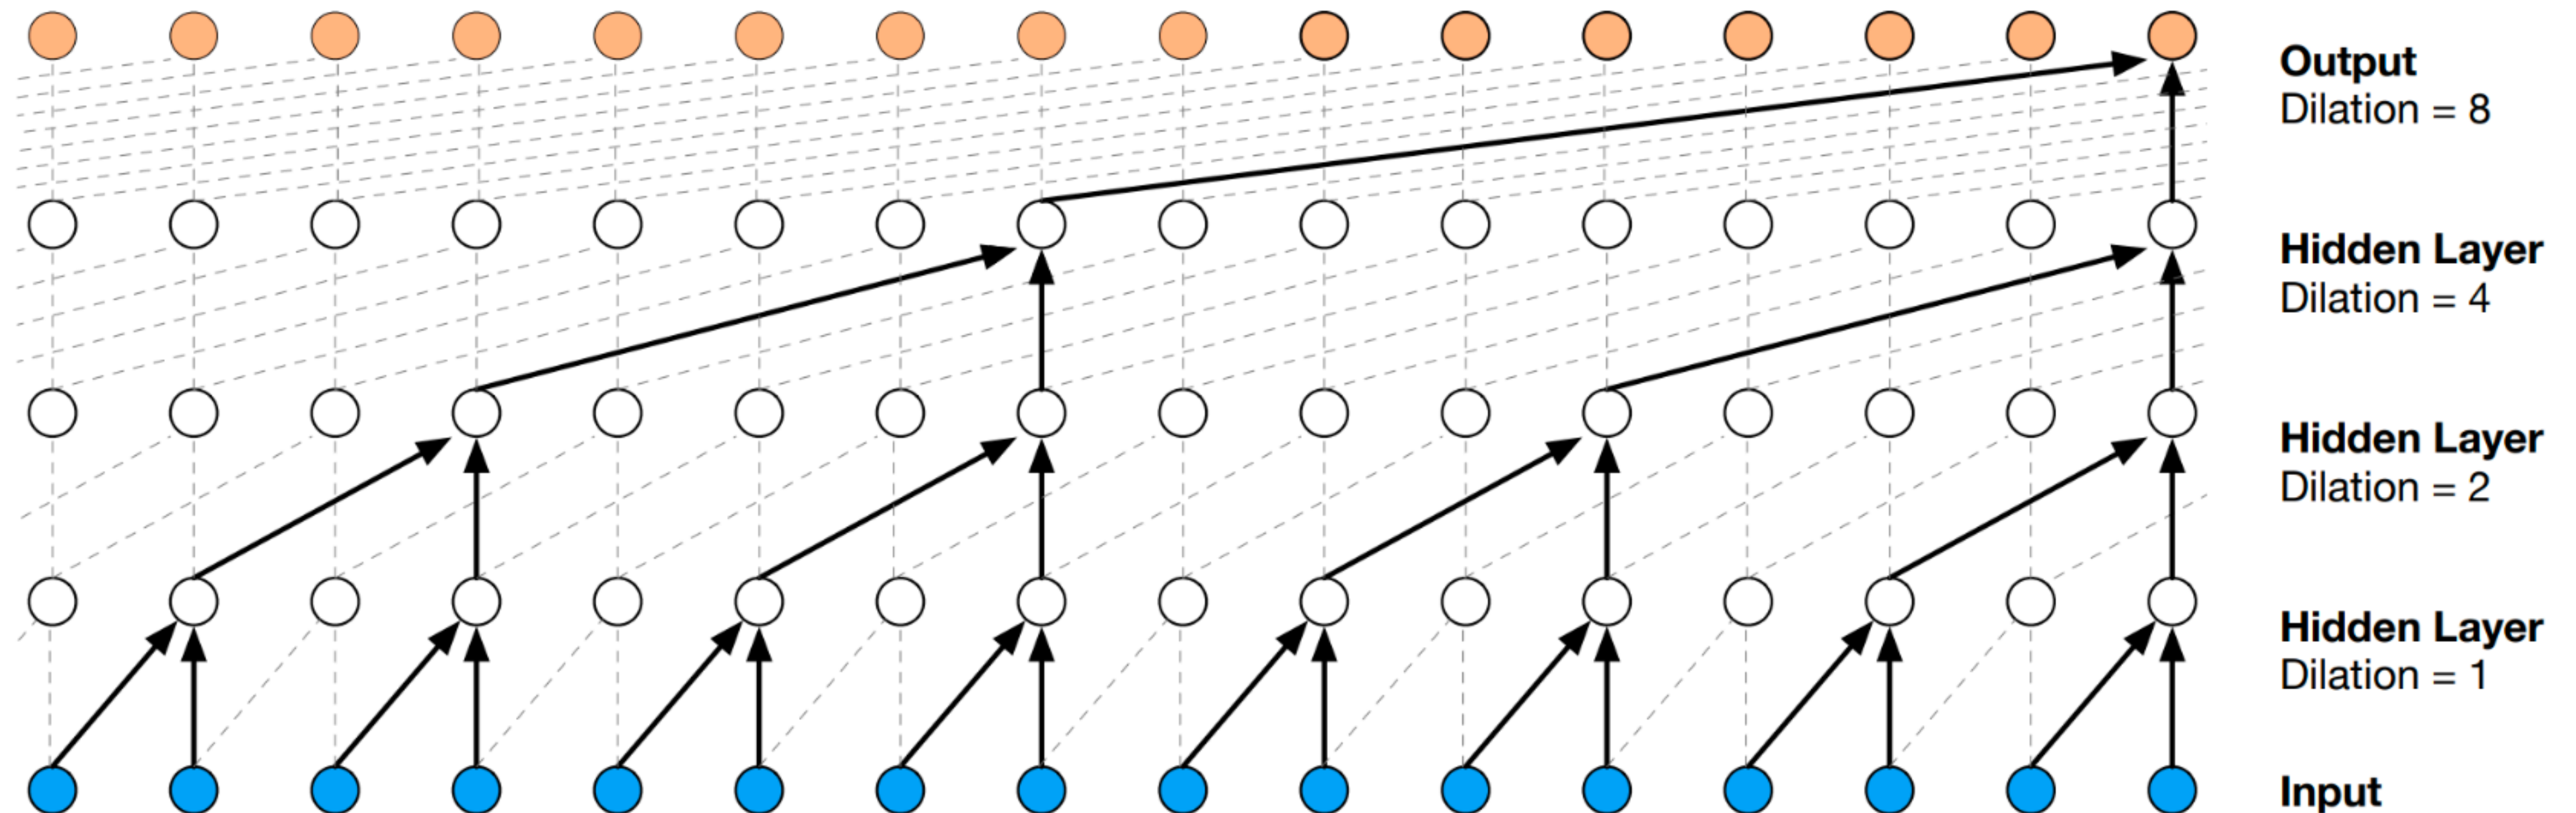 Output
Dilation = 8
Hidden Layer
Dilation = 4
Hidden Layer
Dilation = 2
Hidden Layer
Dilation = 1
Input